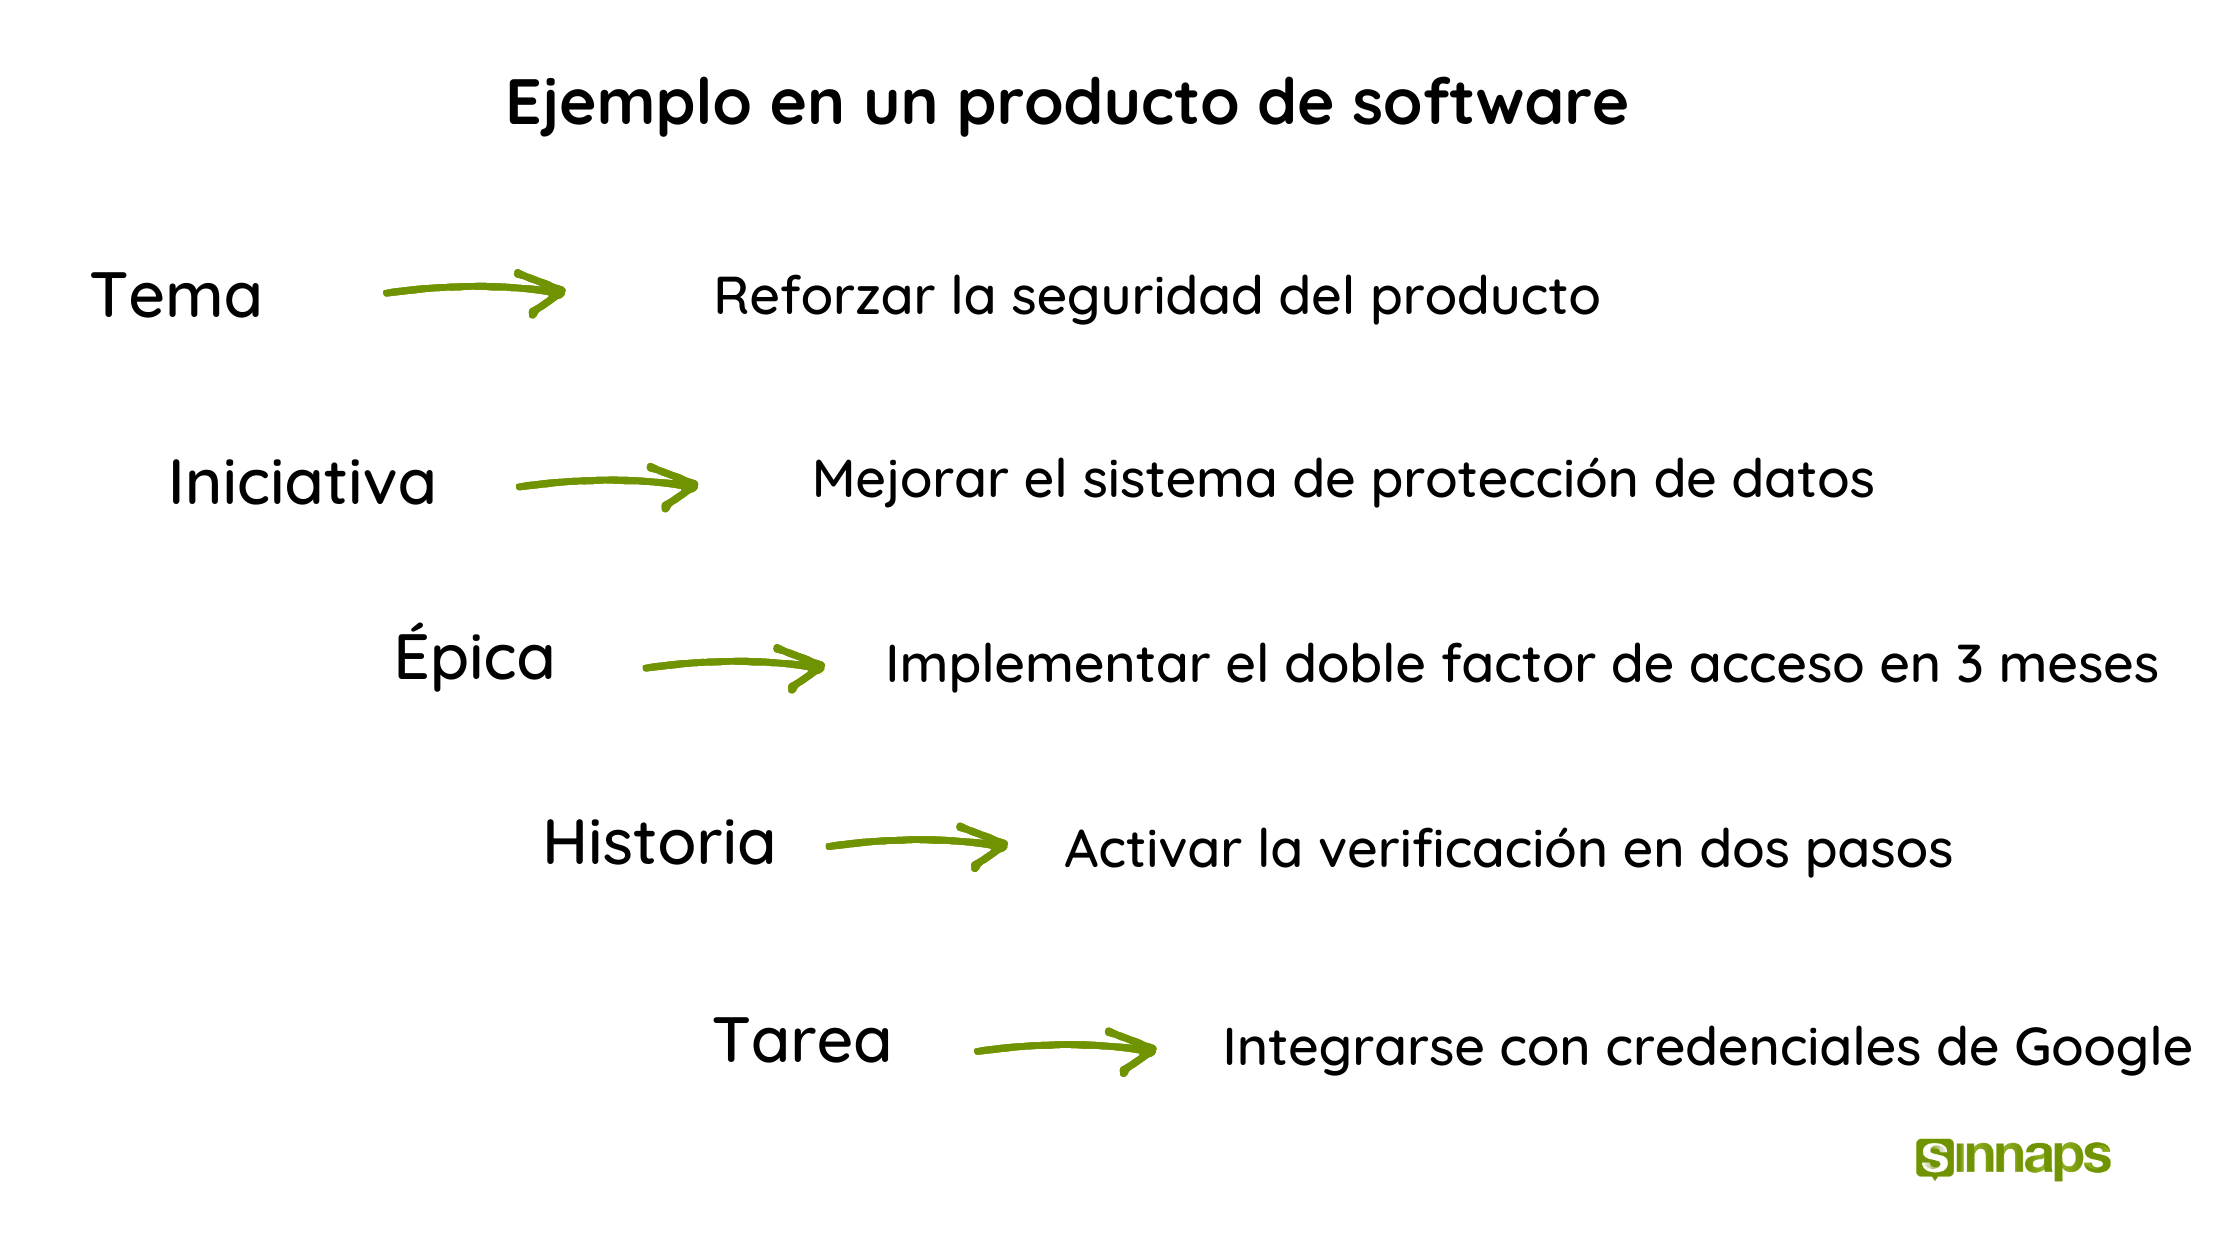 Ejemplo en un producto de software
Tema
Reforzar la seguridad del producto
Iniciativa
Mejorar el sistema de protección de datos
Épica
Implementar el doble factor de acceso en 3 meses
Historia
Activar la verificación en dos pasos
Tarea
Integrarse con credenciales de Google
sinnaps